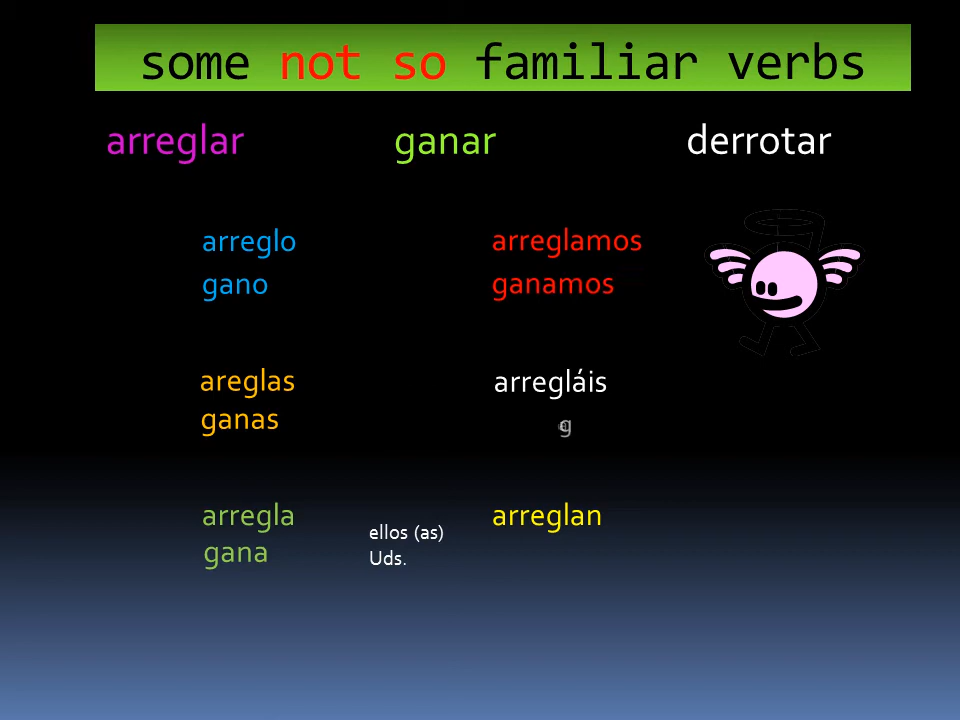 some not so familiar verbs
arreglar ganar derrotar
arreglo arreglamos
gano ganamos
areglas arregláis
ganas
arregla arreglan
gana
ellos (as)
Uds.